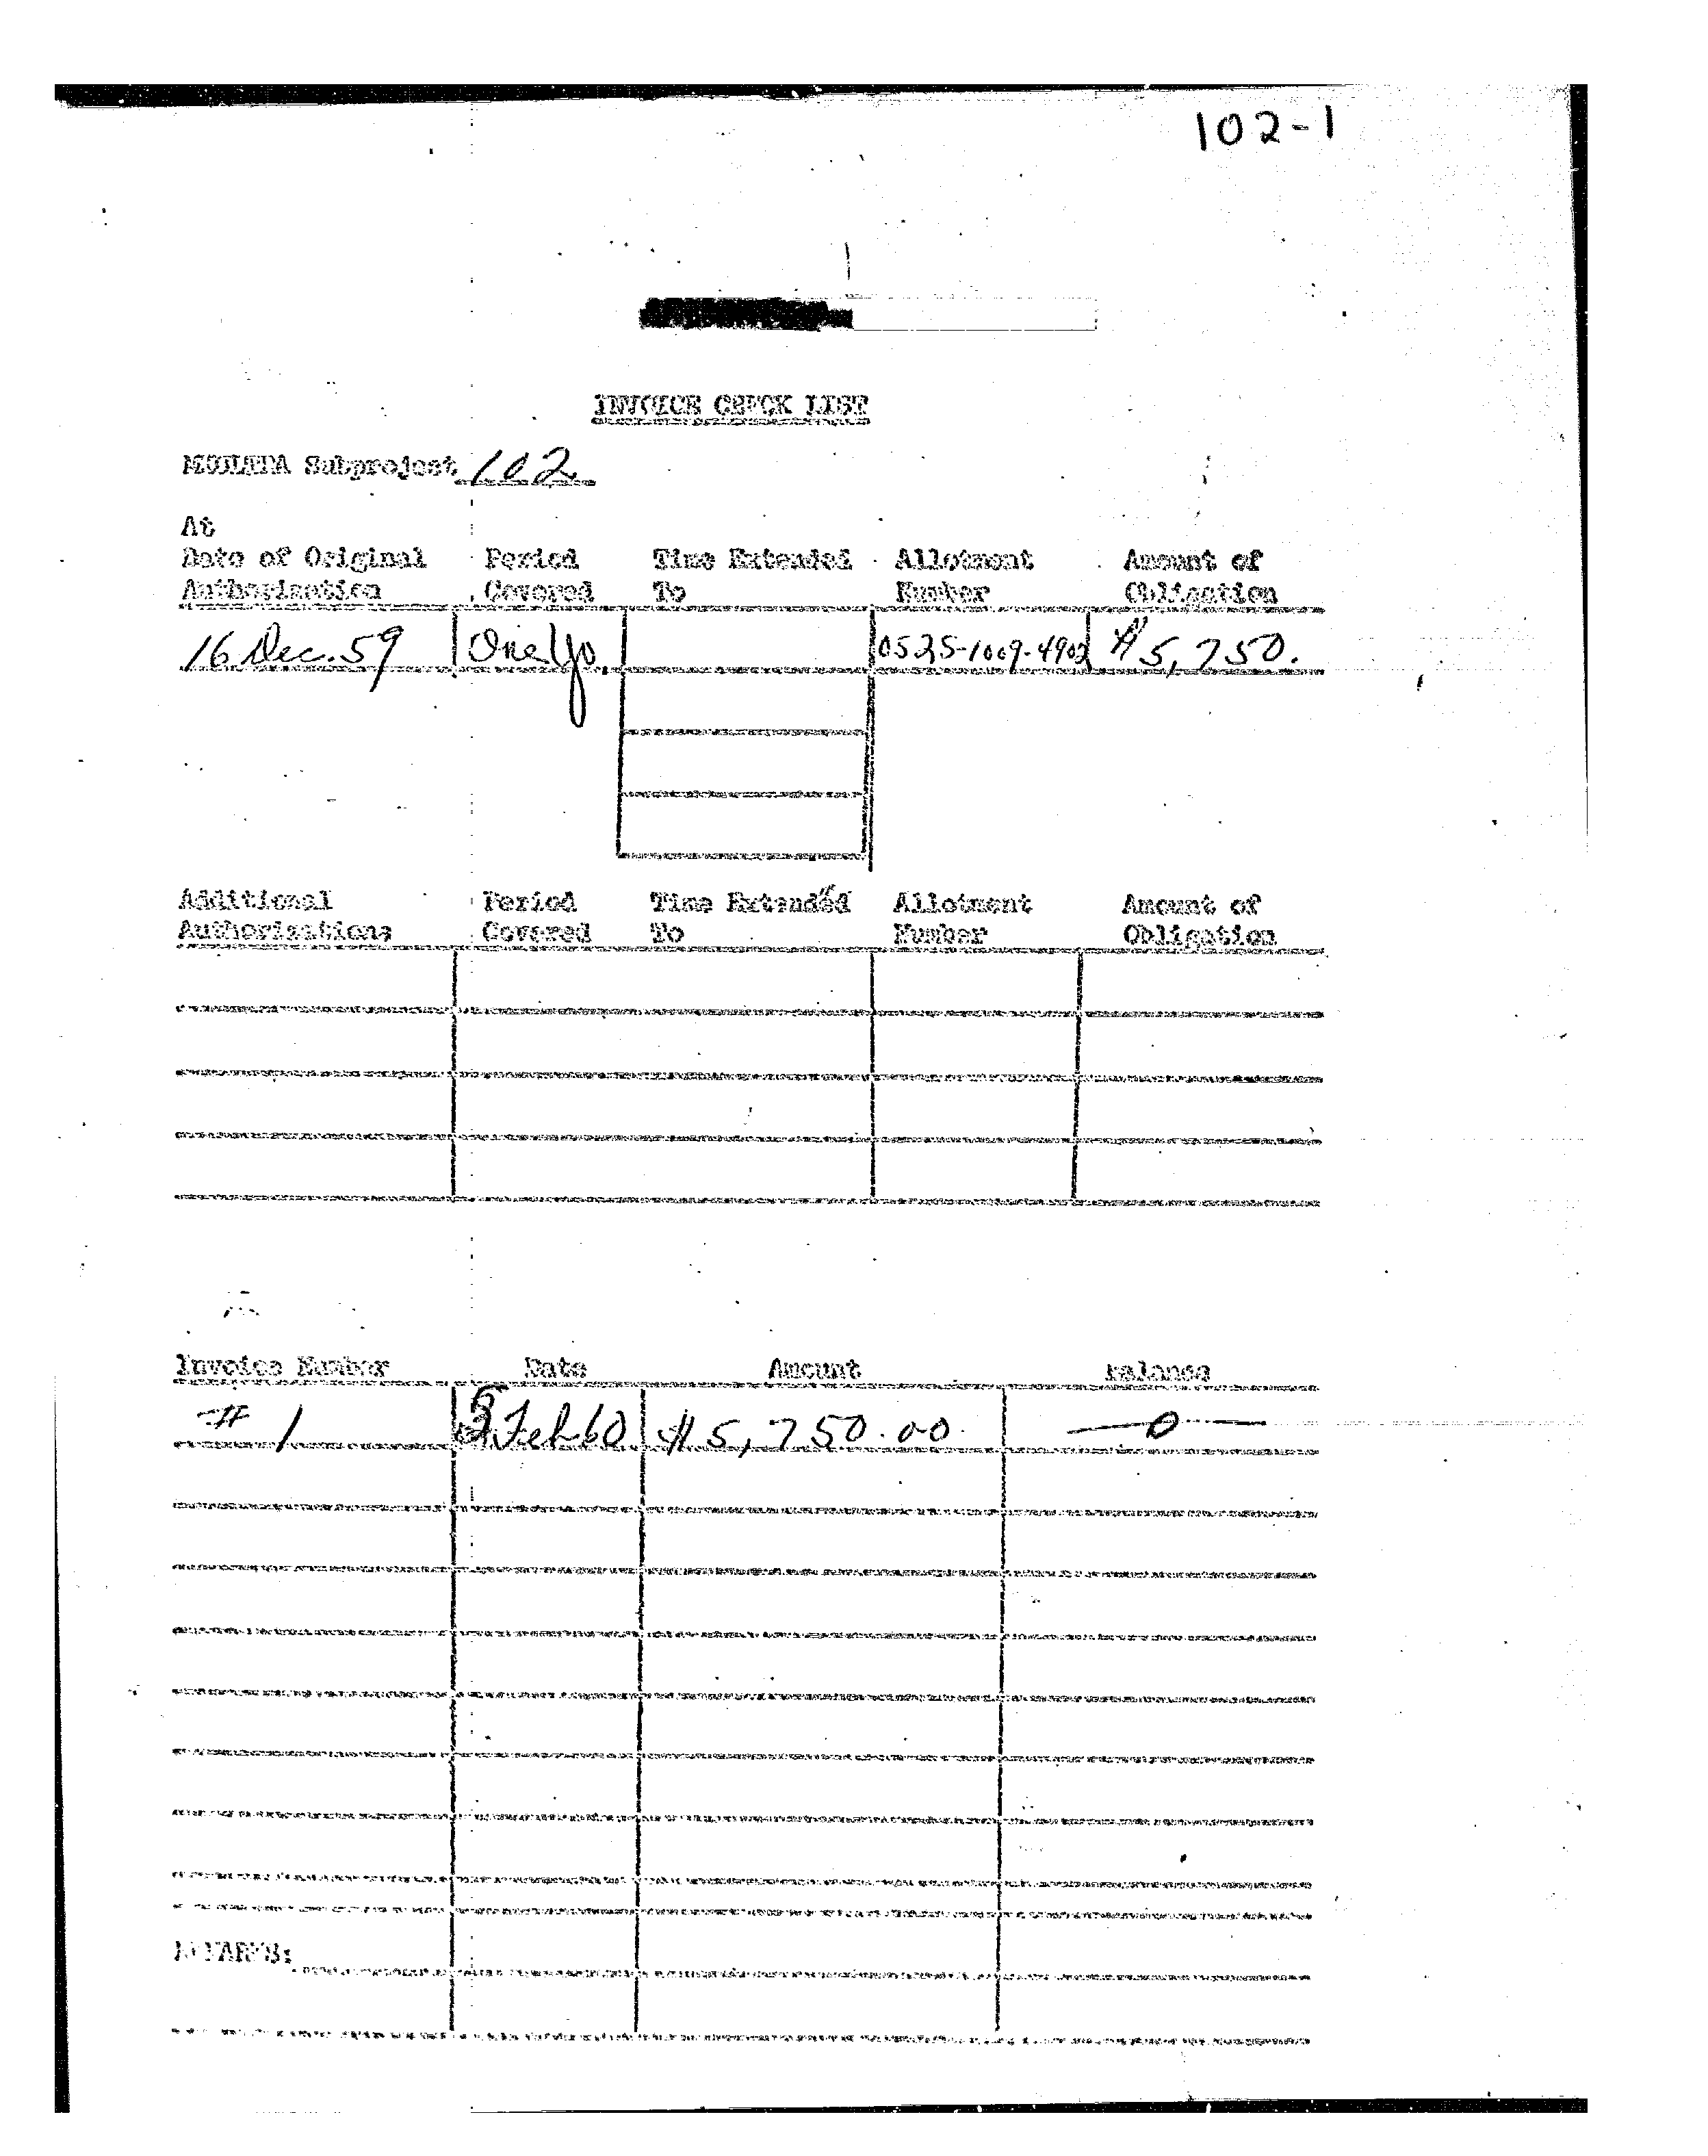 102-1
INVOICE CHECK LIST
MKULTRA Subproject 102
At
Date of Original Period Time Extended Allotment Amount of
Authorization Covered To Number Obligation
16 Dec. 59 One Yr. 0525-1009-4902 $5,750.
Additional Period Time Extended Allotment Amount of
Authorizations Covered To Number Obligation
Invoice Number Date Amount Balance
# 1 Feb 60 $5,750.00 — 0 —
REMARKS: